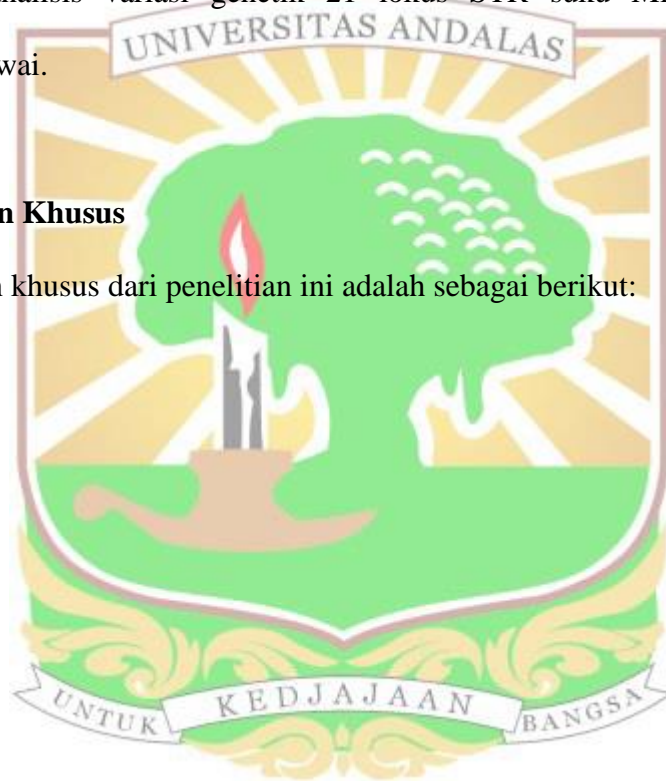 analisis variasi genetik 21 lokus STR suku
UNIVERSITAS ANDALAS
wai.
n Khusus
khusus dari penelitian ini adalah sebagai berikut:
UNTUK KEDJAJAAN BANGSA